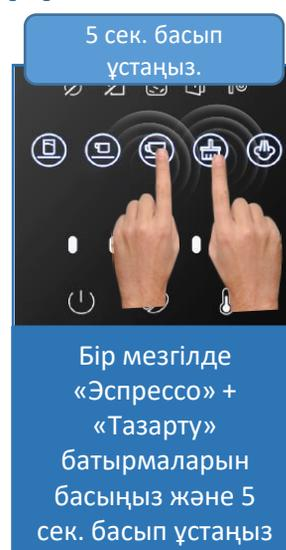 5 сек. басып
ұстаңыз.
Бір мезгілде
«Эспрессо» +
«Тазарту»
батырмаларын
басыңыз және 5
сек. басып ұстаңыз